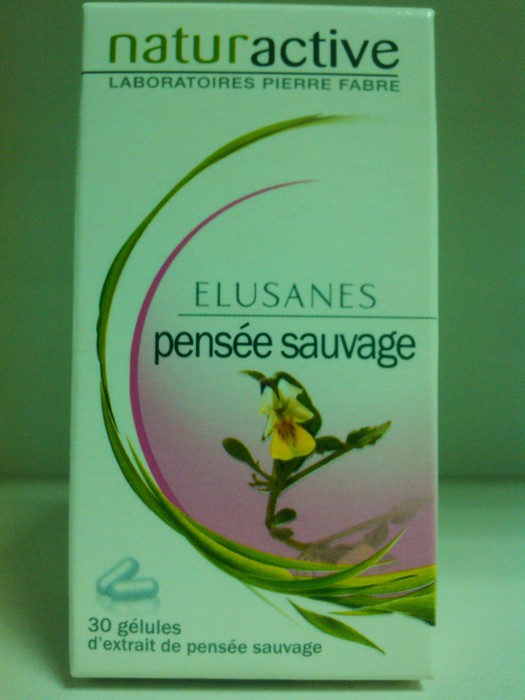 naturactive
LABORATOIRES PIERRE FABRE
ELUSANES
pensée sauvage
30 gélules
d'extrait de pensée sauvage